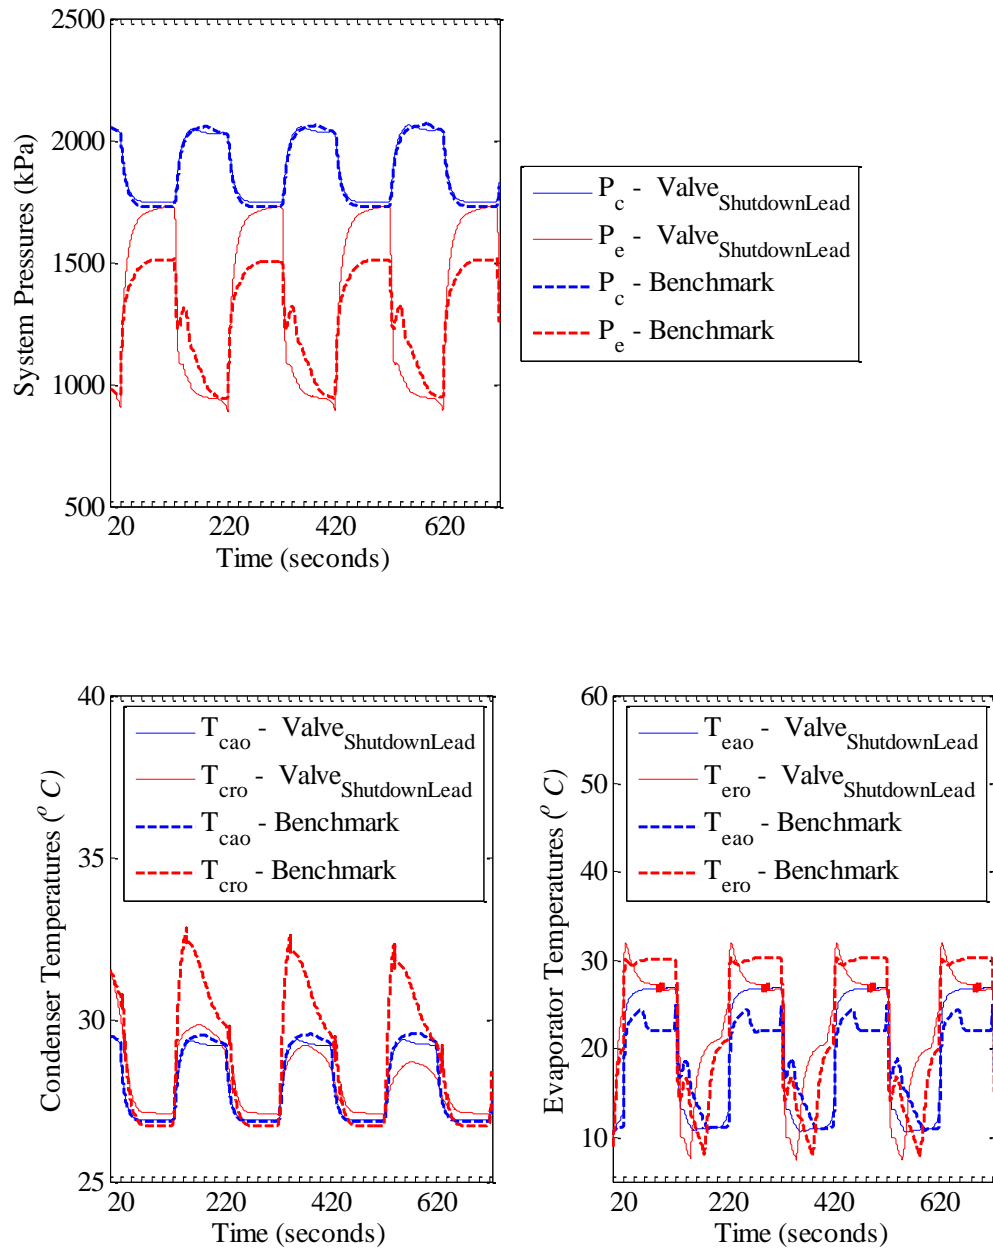 2500
2000
1500
1000
500
System Pressures (kPa)
20 220 420 620
Time (seconds)
P_c - Valve_ShutdownLead
P_e - Valve_ShutdownLead
P_c - Benchmark
P_e - Benchmark
40
35
30
25
Condenser Temperatures (° C)
T_cao - Valve_ShutdownLead
T_cro - Valve_ShutdownLead
T_cao - Benchmark
T_cro - Benchmark
20 220 420 620
Time (seconds)
60
50
40
30
20
10
Evaporator Temperatures (° C)
T_eao - Valve_ShutdownLead
T_ero - Valve_ShutdownLead
T_eao - Benchmark
T_ero - Benchmark
20 220 420 620
Time (seconds)